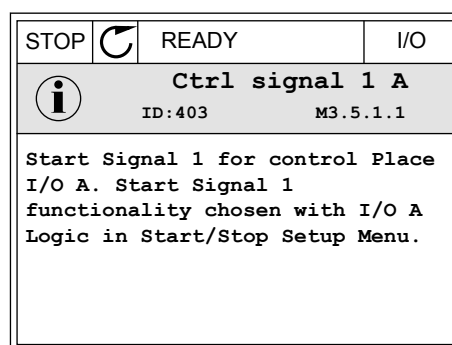 STOP READY I/O
Ctrl signal 1 A
ID:403 M3.5.1.1
Start Signal 1 for control Place
I/O A. Start Signal 1
functionality chosen with I/O A
Logic in Start/Stop Setup Menu.